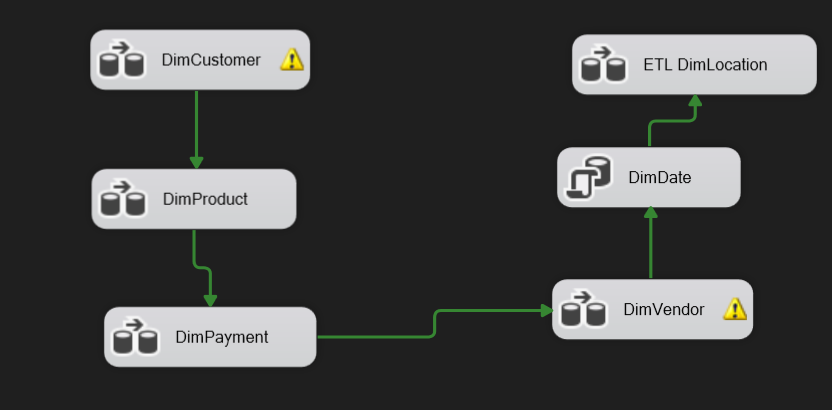 DimCustomer
DimProduct
DimPayment
DimVendor
DimDate
ETL DimLocation